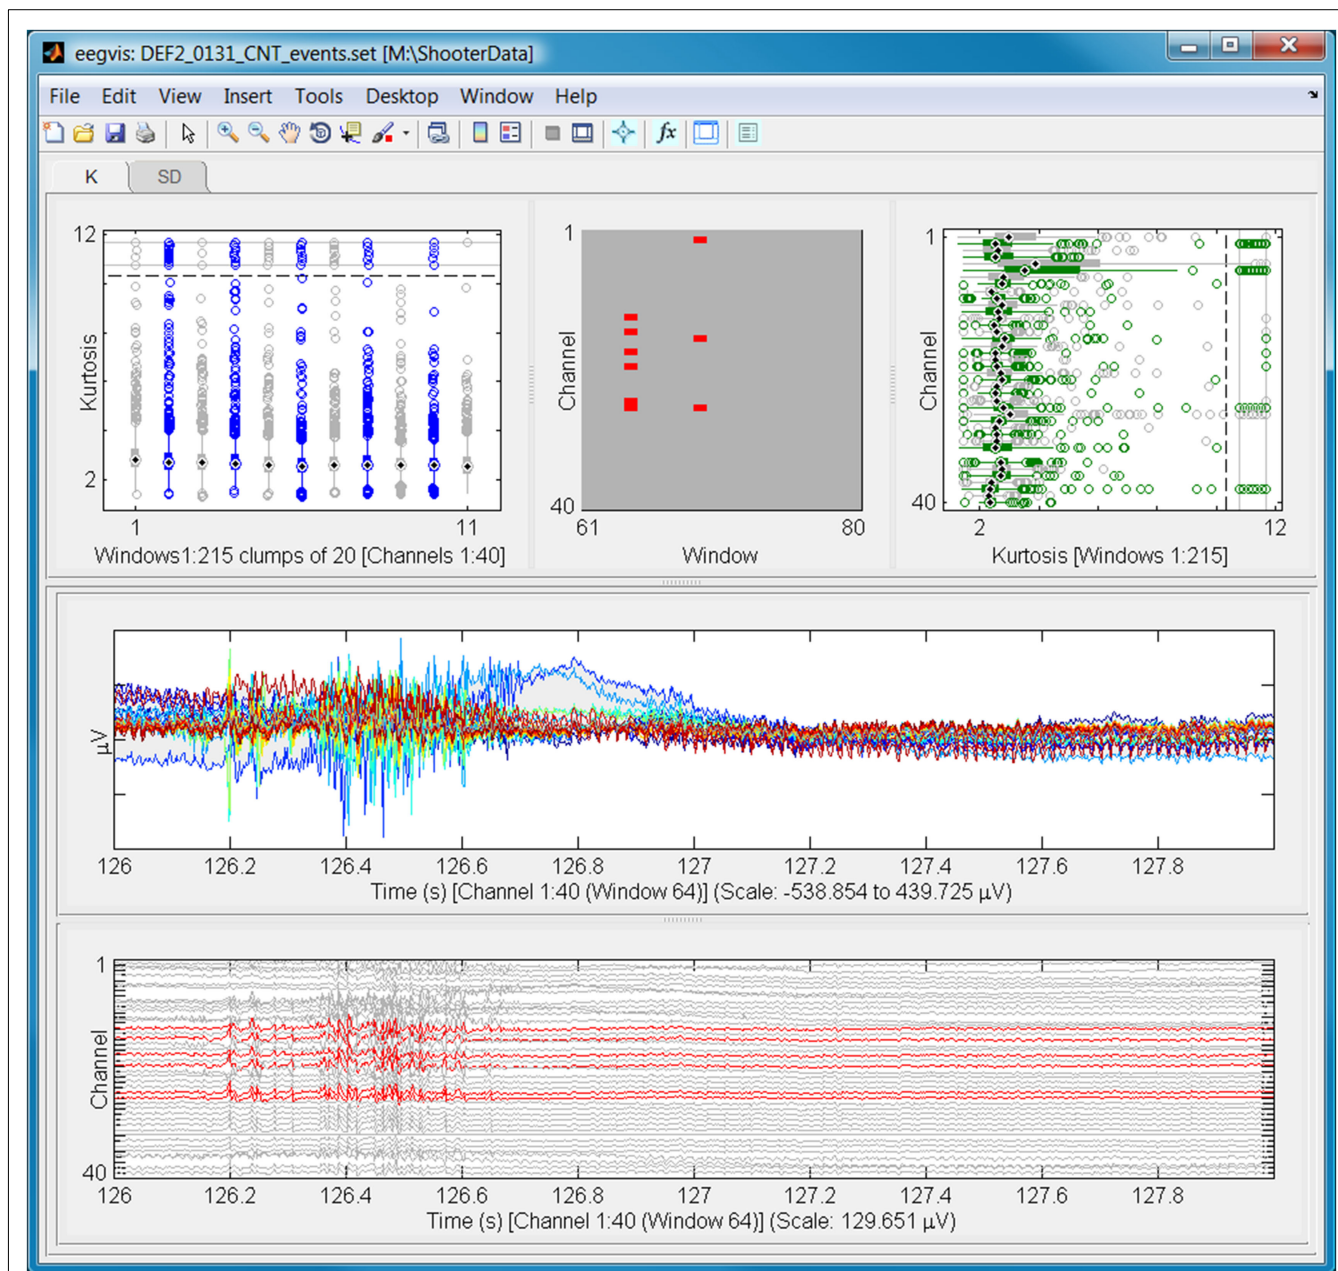 eegvis: DEF2_0131_CNT_events.set [M:\ShooterData]
File Edit View Insert Tools Desktop Window Help
fx
K SD
12
Kurtosis
2
1 11
Windows1:215 clumps of 20 [Channels 1:40]
1
Channel
40
61 80
Window
1
Channel
40
2 12
Kurtosis [Windows 1:215]
µV
126 126.2 126.4 126.6 126.8 127 127.2 127.4 127.6 127.8
Time (s) [Channel 1:40 (Window 64)] (Scale: -538.854 to 439.725 µV)
1
Channel
40
126 126.2 126.4 126.6 126.8 127 127.2 127.4 127.6 127.8
Time (s) [Channel 1:40 (Window 64)] (Scale: 129.651 µV)